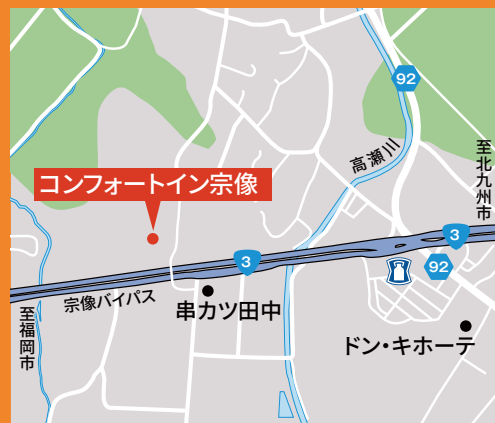 92
高瀬川
至北九州市
コンフォートイン宗像
3
3
92
宗像バイパス
串カツ田中
至福岡市
ドン・キホーテ